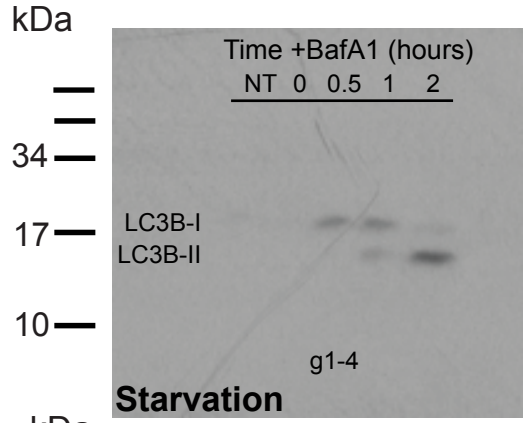 kDa
Time +BafA1 (hours)
NT 0 0.5 1 2
34
LC3B-I
17
LC3B-II
10
g1-4
Starvation
kDa